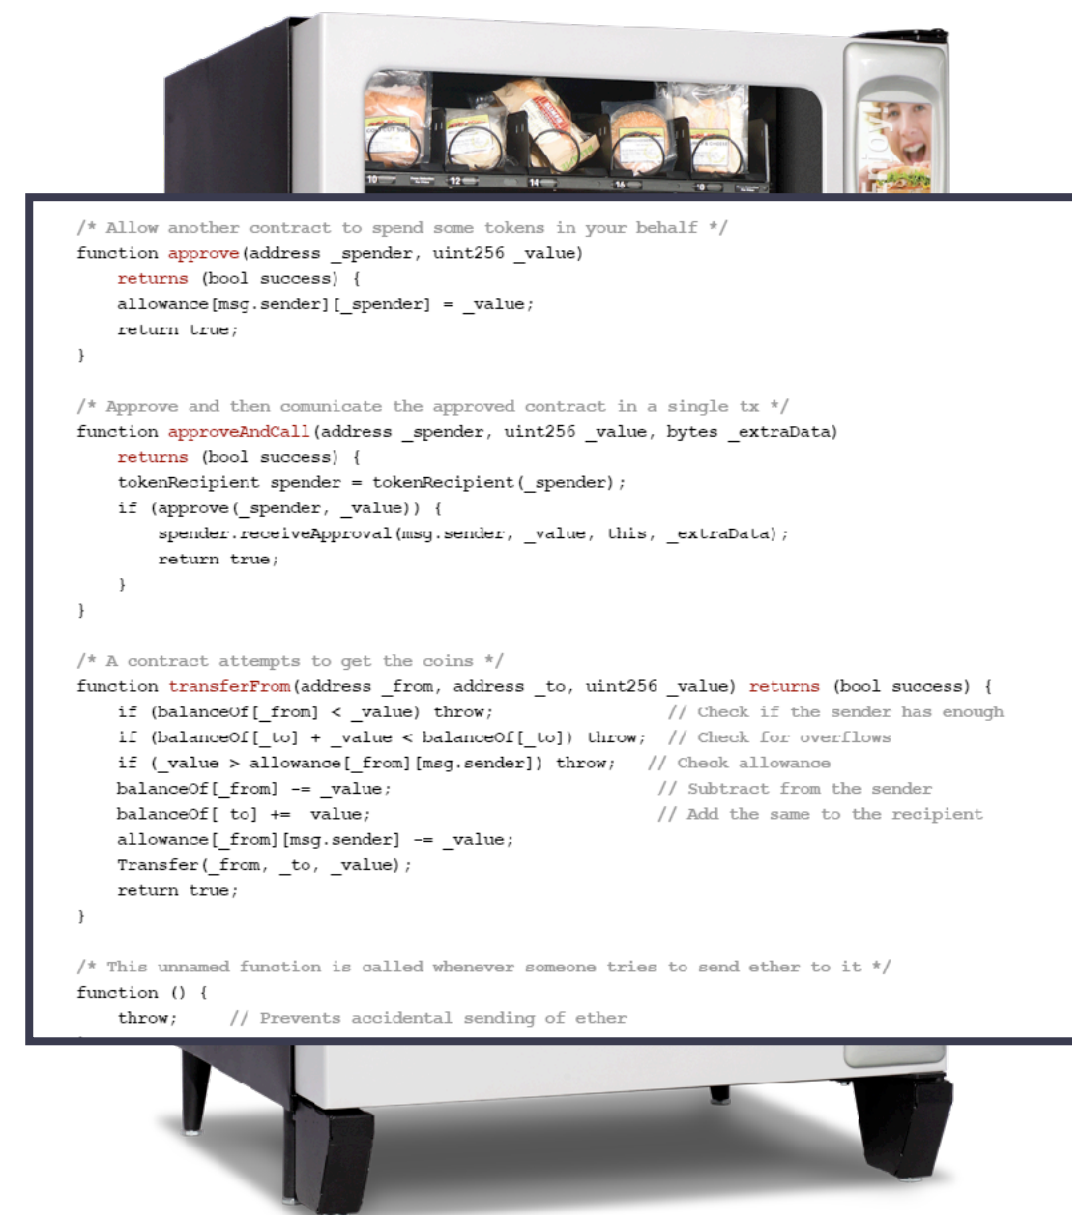 10
12
14
16
/* Allow another contract to spend some tokens in your behalf */
function approve(address _spender, uint256 _value)
returns (bool success) {
allowance[msg.sender][_spender] = _value;
return true;
}
/* Approve and then comunicate the approved contract in a single tx */
function approveAndCall(address _spender, uint256 _value, bytes _extraData)
returns (bool success) {
tokenRecipient spender = tokenRecipient(_spender);
if (approve(_spender, _value)) {
spender.receiveApproval(msg.sender, _value, this, _extraData);
return true;
}
}
/* A contract attempts to get the coins */
function transferFrom(address _from, address _to, uint256 _value) returns (bool success) {
if (balanceOf[_from] < _value) throw; // Check if the sender has enough
if (balanceOf[_to] + _value < balanceOf[_to]) throw; // Check for overflows
if (_value > allowance[_from][msg.sender]) throw; // Check allowance
balanceOf[_from] -= _value; // Subtract from the sender
balanceOf[_to] += _value; // Add the same to the recipient
allowance[_from][msg.sender] -= _value;
Transfer(_from, _to, _value);
return true;
}
/* This unnamed function is called whenever someone tries to send ether to it */
function () {
throw; // Prevents accidental sending of ether